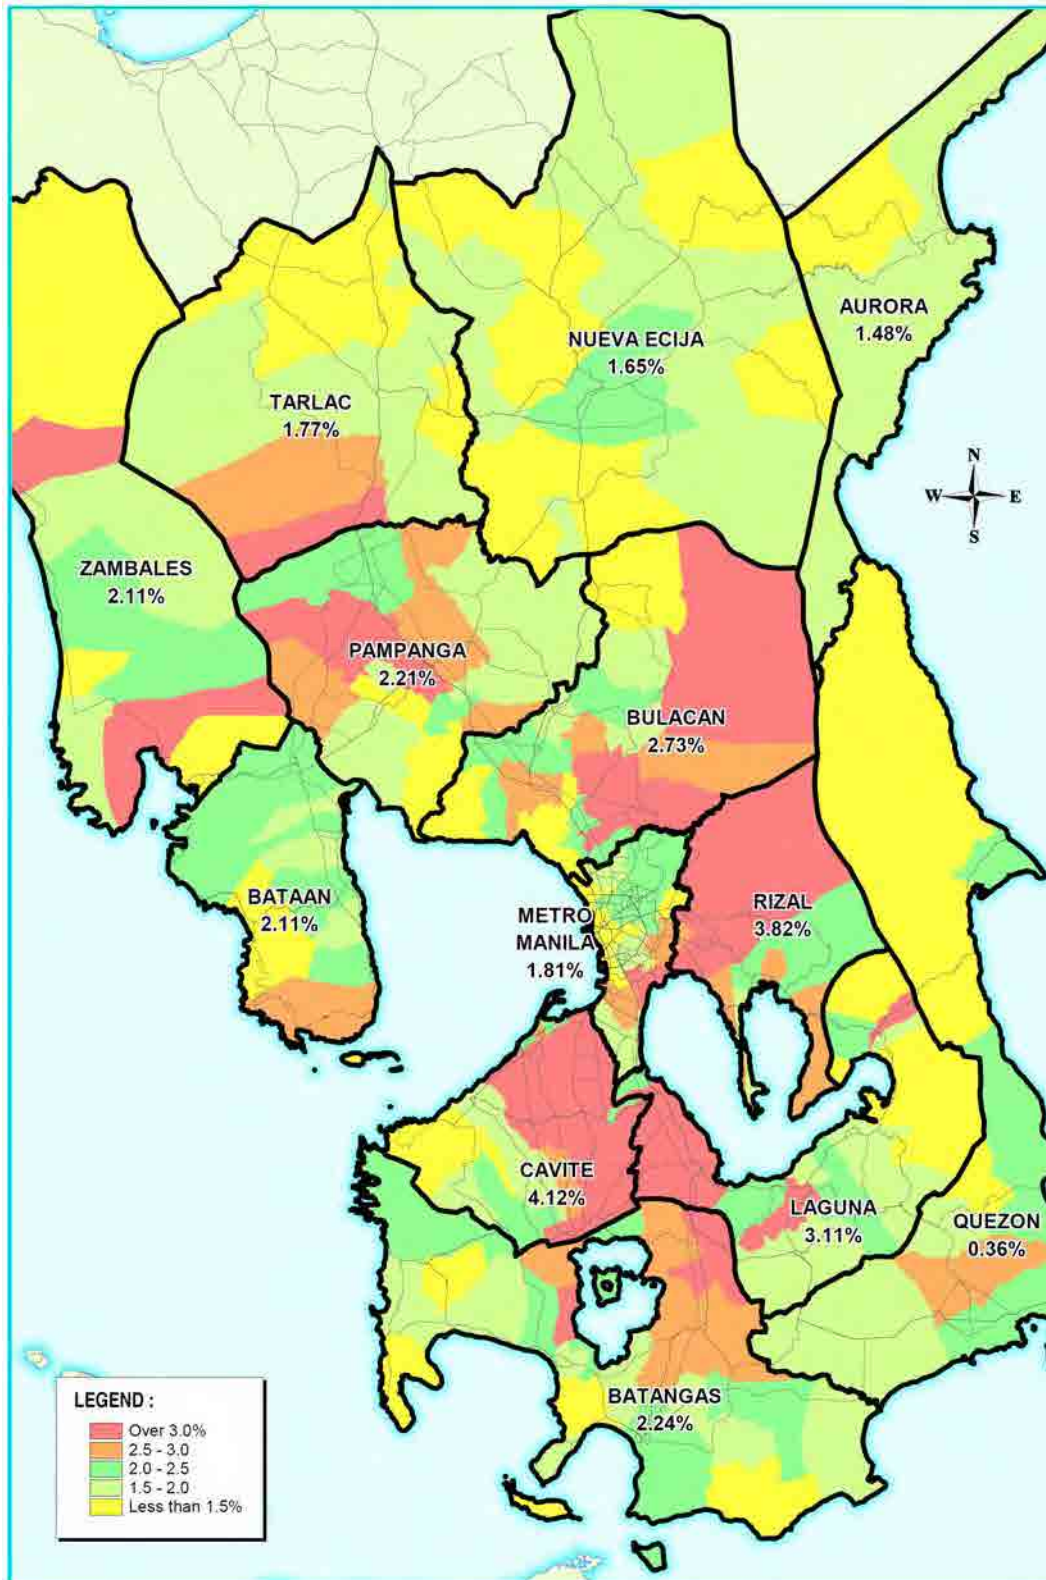 AURORA
1.48%
NUEVA ECIJA
1.65%
TARLAC
1.77%
N
W E
S
ZAMBALES
2.11%
PAMPANGA
2.21%
BULACAN
2.73%
BATAAN
2.11%
METRO
MANILA
1.81%
RIZAL
3.82%
CAVITE
4.12%
LAGUNA
3.11%
QUEZON
0.36%
BATANGAS
2.24%
LEGEND :
Over 3.0%
2.5 - 3.0
2.0 - 2.5
1.5 - 2.0
Less than 1.5%